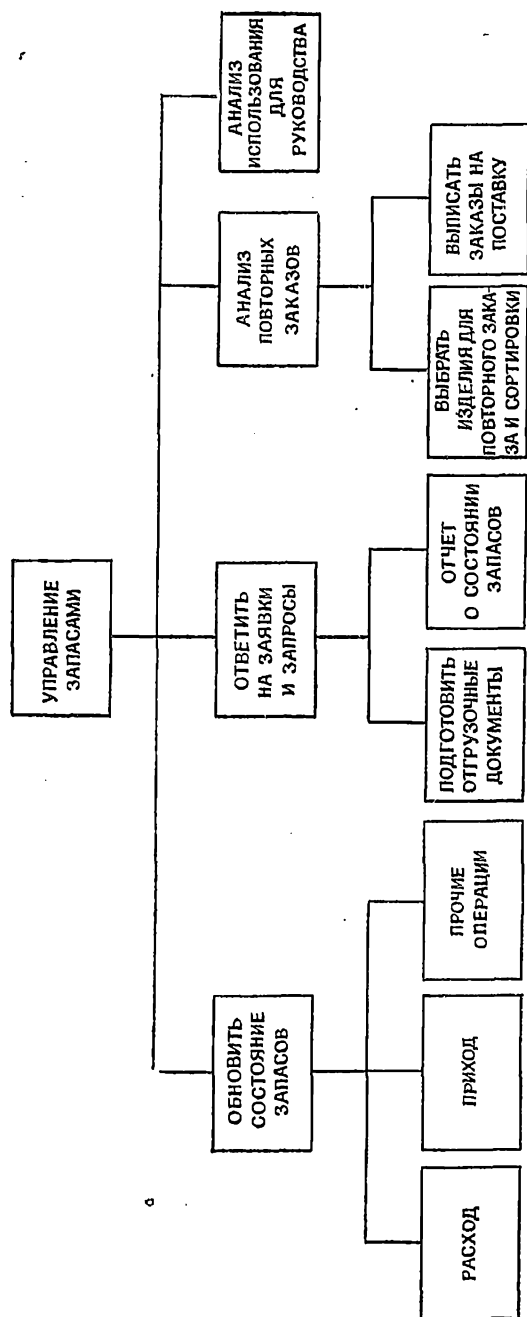 УПРАВЛЕНИЕ
ЗАПАСАМИ
ОБНОВИТЬ
СОСТОЯНИЕ
ЗАПАСОВ
ОТВЕТИТЬ
НА ЗАЯВКИ
И ЗАПРОСЫ
АНАЛИЗ
ПОВТОРНЫХ
ЗАКАЗОВ
АНАЛИЗ
ИСПОЛЬЗОВАНИЯ
ДЛЯ
РУКОВОДСТВА
РАСХОД
ПРИХОД
ПРОЧИЕ
ОПЕРАЦИИ
ПОДГОТОВИТЬ
ОТГРУЗОЧНЫЕ
ДОКУМЕНТЫ
ОТЧЕТ
О СОСТОЯНИИ
ЗАПАСОВ
ВЫБРАТЬ
ИЗДЕЛИЯ ДЛЯ
ПОВТОРНОГО ЗАКА-
ЗА И СОРТИРОВКИ
ВЫПИСАТЬ
ЗАКАЗЫ НА
ПОСТАВКУ